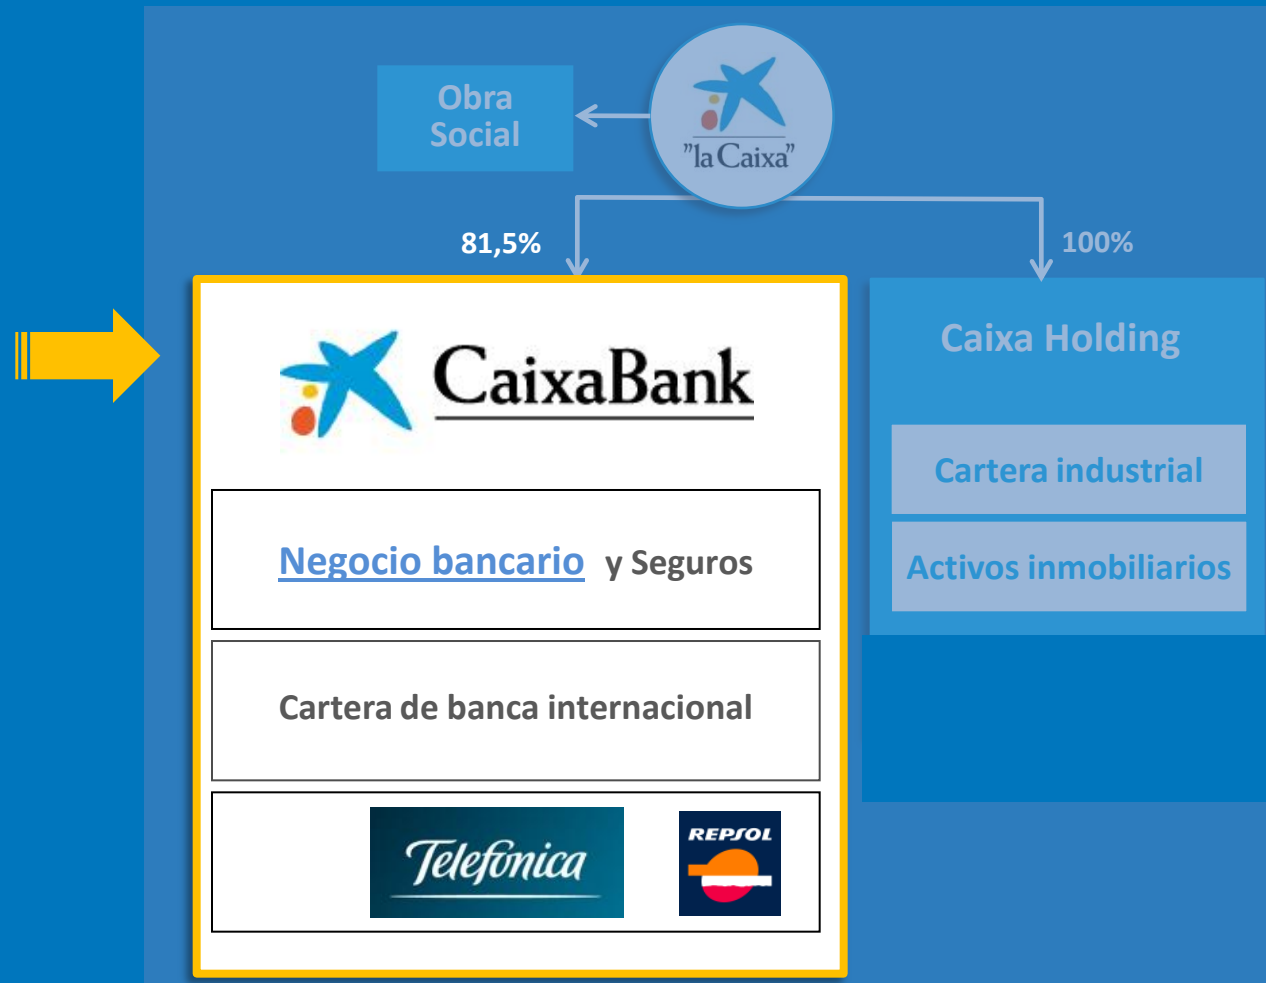 Obra
Social
"la Caixa"
81,5%
100%
CaixaBank
Caixa Holding
Cartera industrial
Activos inmobiliarios
Negocio bancario y Seguros
Cartera de banca internacional
Telefónica
REPSOL